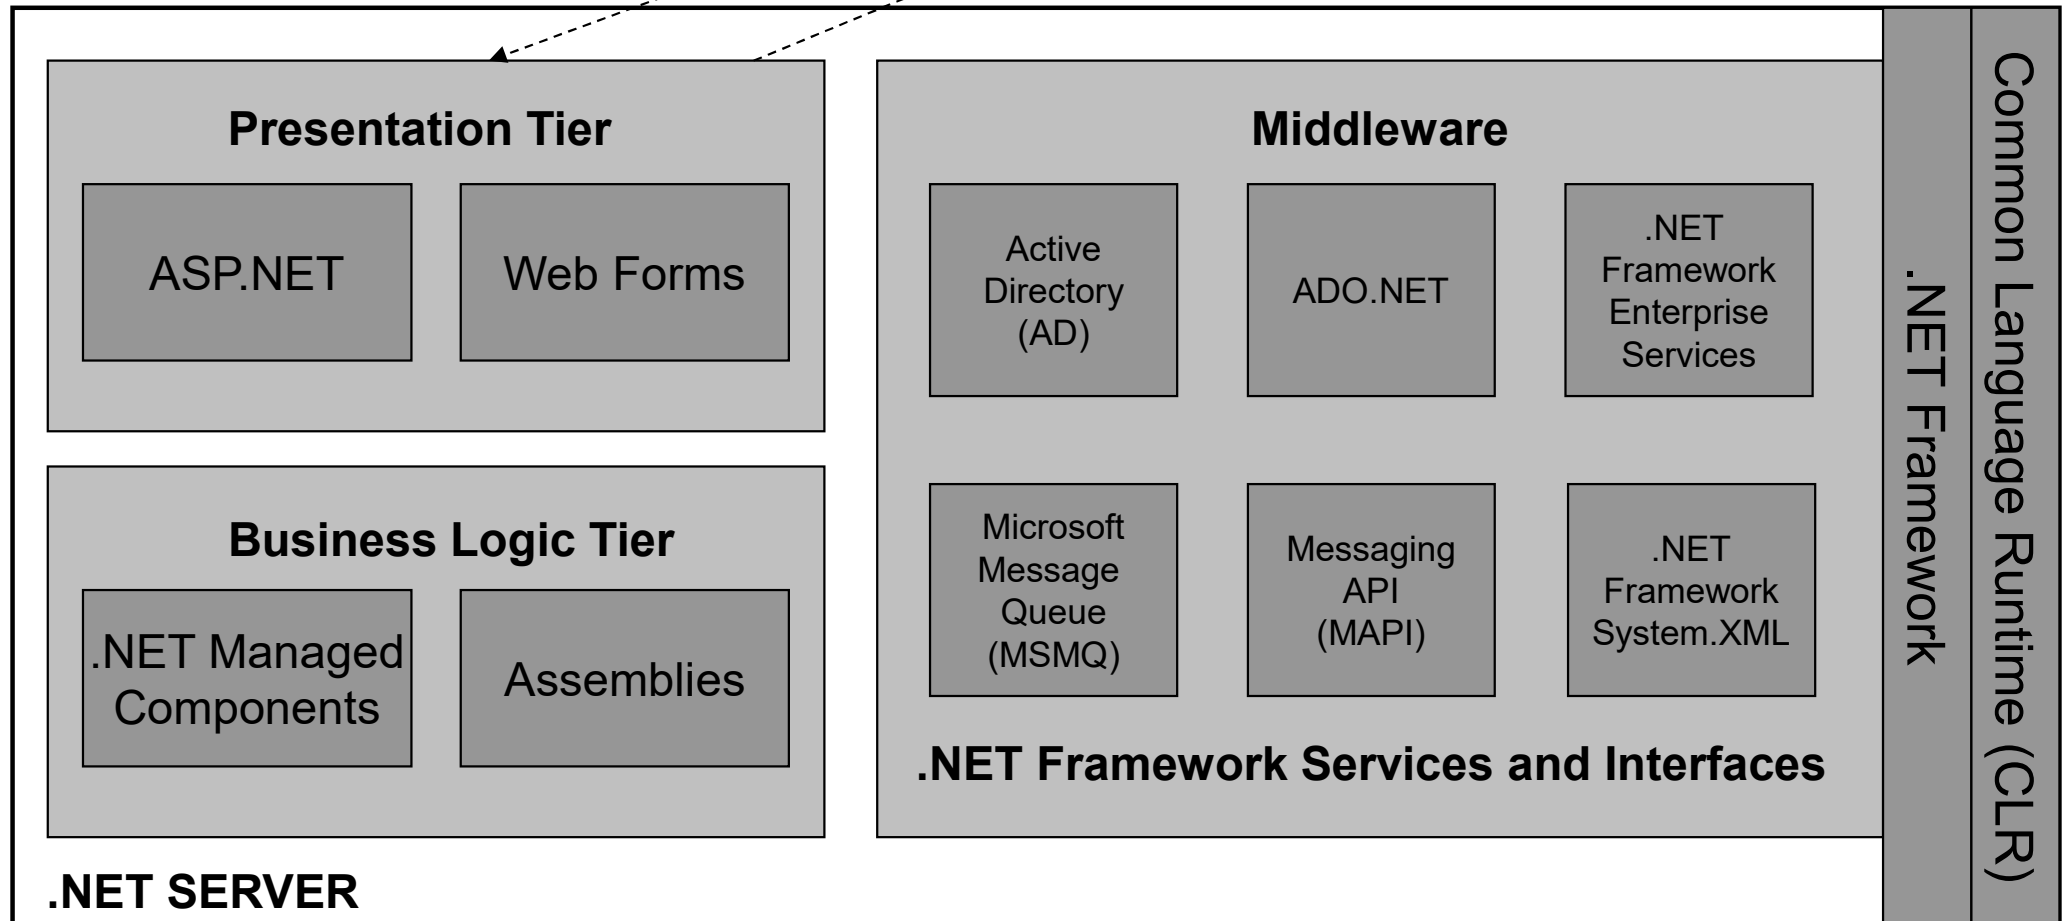 Presentation Tier
ASP.NET
Web Forms
Business Logic Tier
.NET Managed
Components
Assemblies
Middleware
Active
Directory
(AD)
ADO.NET
.NET
Framework
Enterprise
Services
Microsoft
Message
Queue
(MSMQ)
Messaging
API
(MAPI)
.NET
Framework
System.XML
.NET Framework Services and Interfaces
.NET Framework
Common Language Runtime (CLR)
.NET SERVER